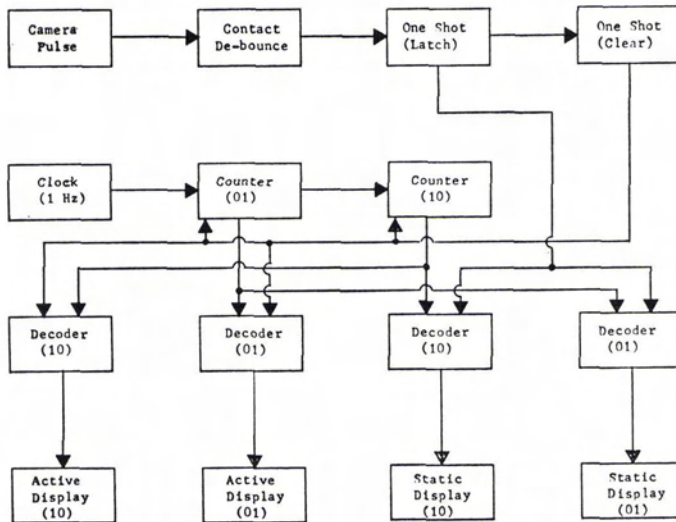 Camera
Pulse
Contact
De-bounce
One Shot
(Latch)
One Shot
(Clear)
Clock
(1 Hz)
Counter
(01)
Counter
(10)
Decoder
(10)
Decoder
(01)
Decoder
(10)
Decoder
(01)
Active
Display
(10)
Active
Display
(01)
Static
Display
(10)
Static
Display
(01)